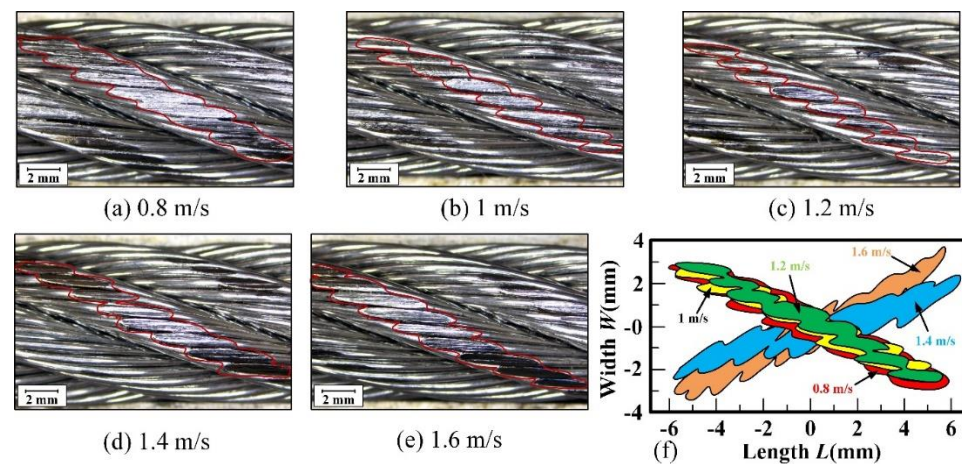 2 mm
2 mm
2 mm
(a) 0.8 m/s
(b) 1 m/s
(c) 1.2 m/s
2 mm
2 mm
(d) 1.4 m/s
(e) 1.6 m/s
4
2
-0
-2
-4
Width W(mm)
1.6 m/s
1.2 m/s
1 m/s
1.4 m/s
0.8 m/s
-6 -4 -2 0 2 4 6
(f)
Length L(mm)